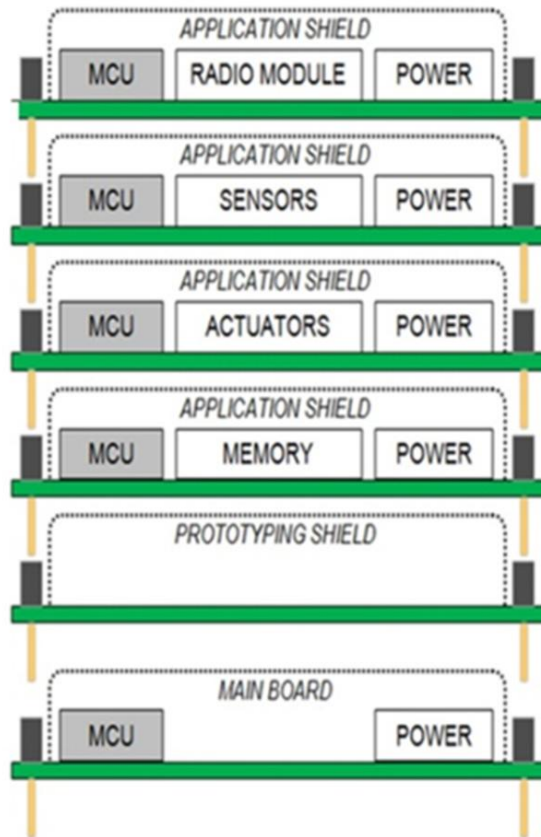 APPLICATION SHIELD
MCU RADIO MODULE POWER
APPLICATION SHIELD
MCU SENSORS POWER
APPLICATION SHIELD
MCU ACTUATORS POWER
APPLICATION SHIELD
MCU MEMORY POWER
PROTOTYPING SHIELD
MAIN BOARD
MCU POWER